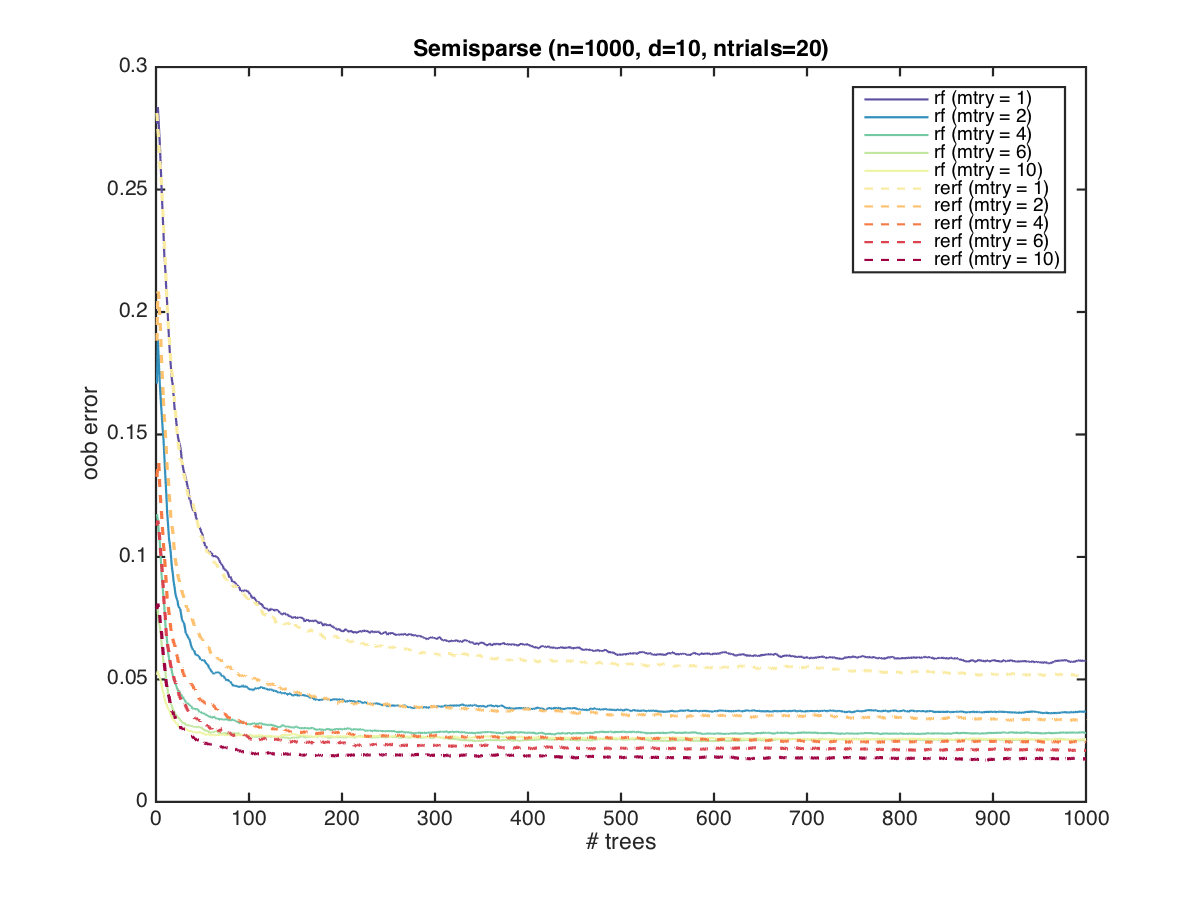 Semisparse (n=1000, d=10, ntrials=20)
0.3
0.25
0.2
0.15
0.1
0.05
0
oob error
rf (mtry = 1)
rf (mtry = 2)
rf (mtry = 4)
rf (mtry = 6)
rf (mtry = 10)
rerf (mtry = 1)
rerf (mtry = 2)
rerf (mtry = 4)
rerf (mtry = 6)
rerf (mtry = 10)
0 100 200 300 400 500 600 700 800 900 1000
# trees